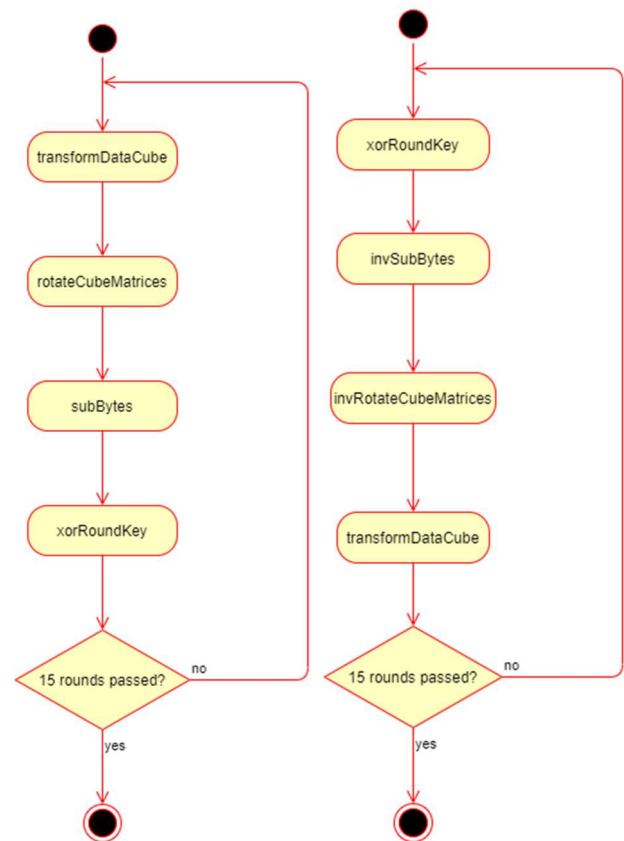 transformDataCube
rotateCubeMatrices
subBytes
xorRoundKey
15 rounds passed?
no
yes
xorRoundKey
invSubBytes
invRotateCubeMatrices
transformDataCube
15 rounds passed?
no
yes